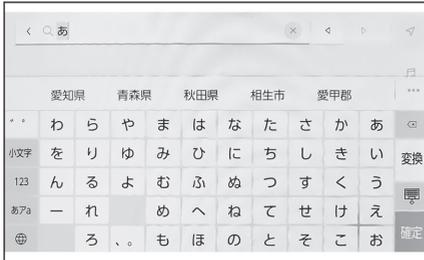 あ
愛知県 青森県 秋田県 相生市 愛甲郡
゛゜ わ ら や ま は な た さ か あ
小文字 を り ゆ み ひ に ち し き い 変換
123 ん る よ む ふ ぬ つ す く う
あアa ー れ め へ ね て せ け え
ろ 、。 も ほ の と そ こ お 確定